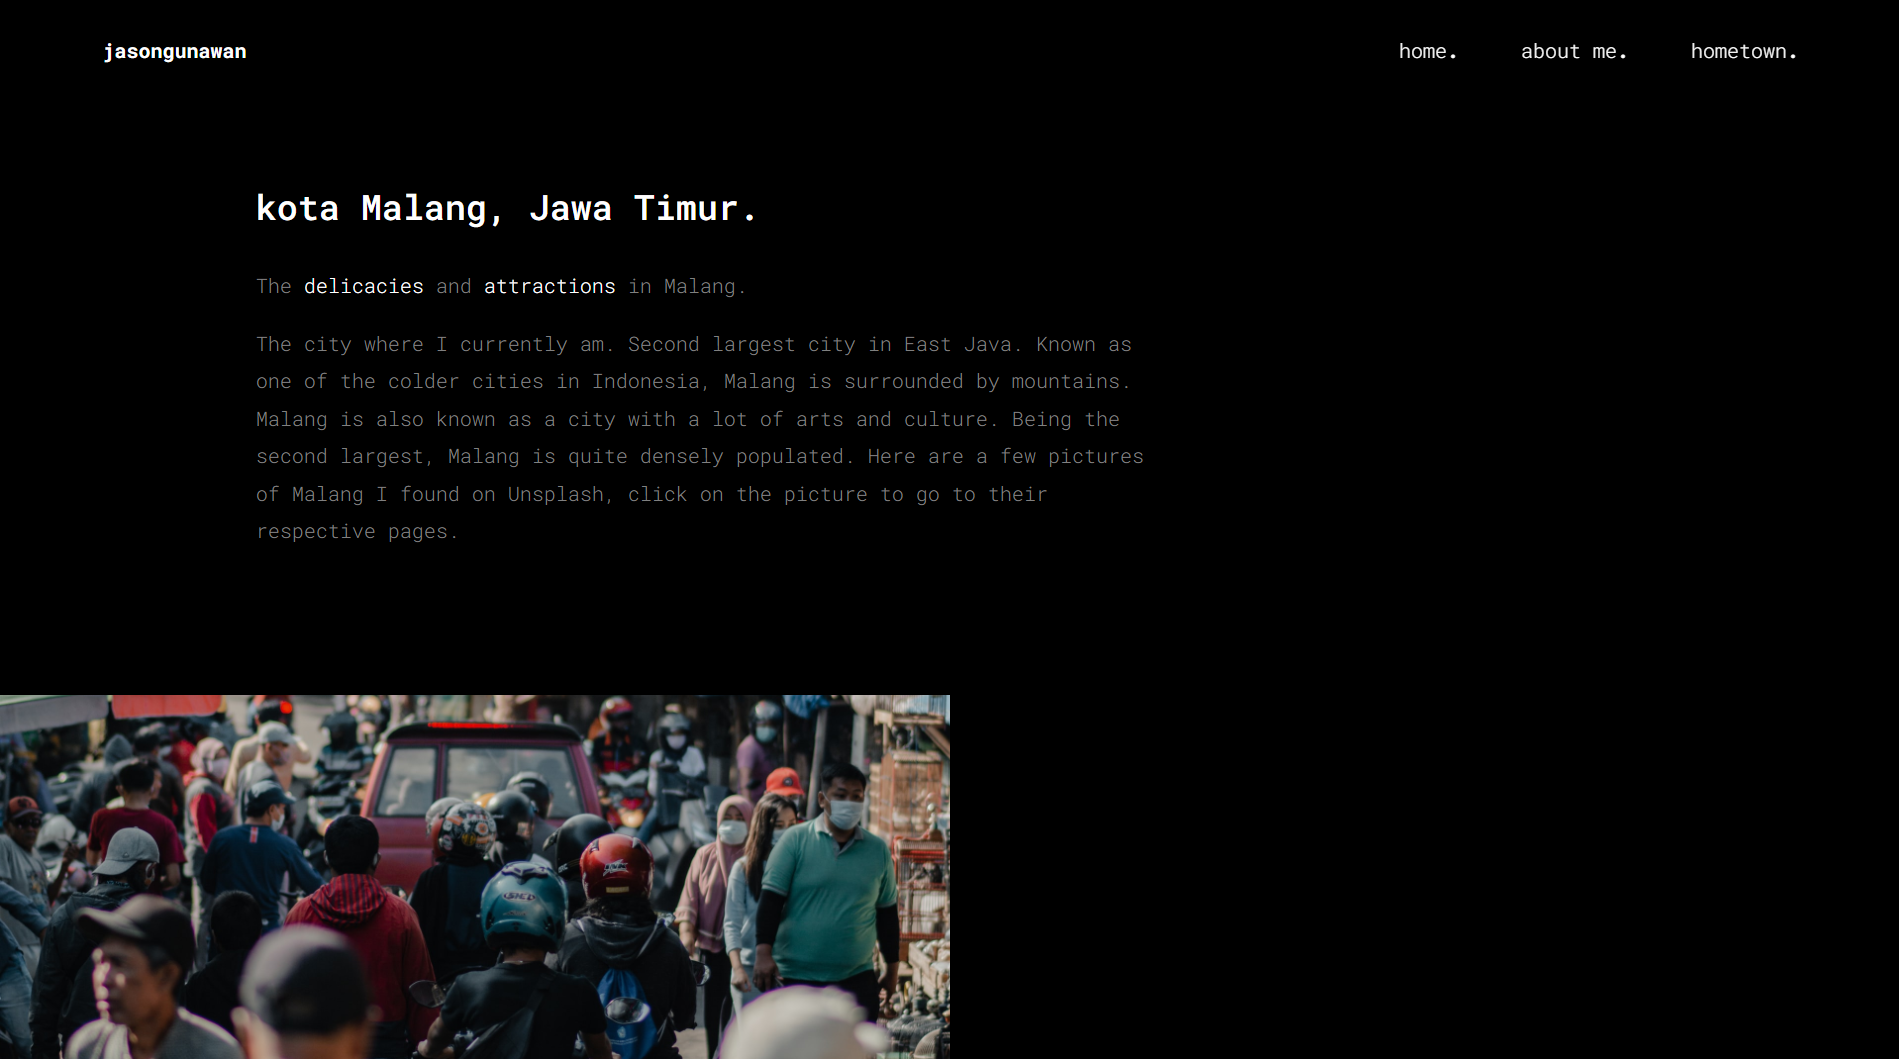 jasongunawan
home. about me. hometown.
kota Malang, Jawa Timur.
The delicacies and attractions in Malang.
The city where I currently am. Second largest city in East Java. Known as
one of the colder cities in Indonesia, Malang is surrounded by mountains.
Malang is also known as a city with a lot of arts and culture. Being the
second largest, Malang is quite densely populated. Here are a few pictures
of Malang I found on Unsplash, click on the picture to go to their
respective pages.